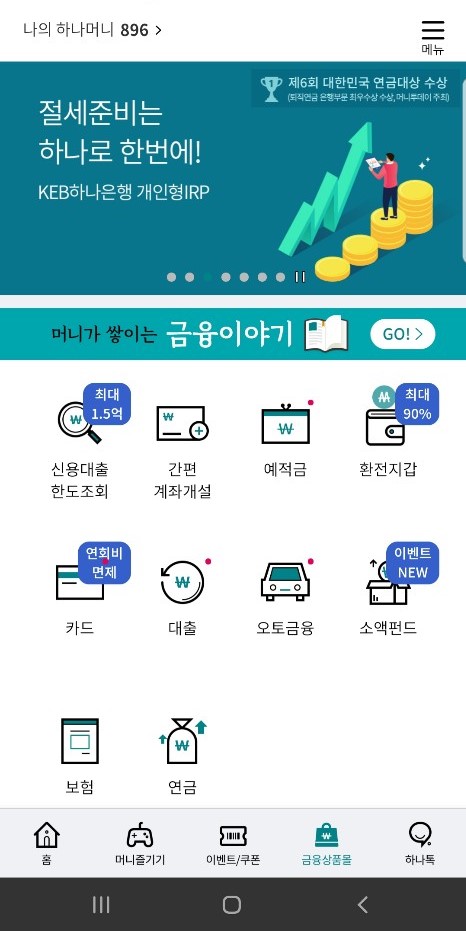 나의 하나머니 896 >
메뉴
제6회 대한민국 연금대상 수상
(퇴직연금 은행부문 최우수상 수상, 머니투데이 주최)
절세준비는
하나로 한번에!
KEB하나은행 개인형IRP
머니가 쌓이는 금융이야기 GO! >
최대
1.5억
최대
90%
신용대출
한도조회
간편
계좌개설
예적금
환전지갑
연회비
면제
이벤트
NEW
카드
대출
오토금융
소액펀드
보험
연금
홈
머니즐기기
이벤트/쿠폰
금융상품몰
하나톡